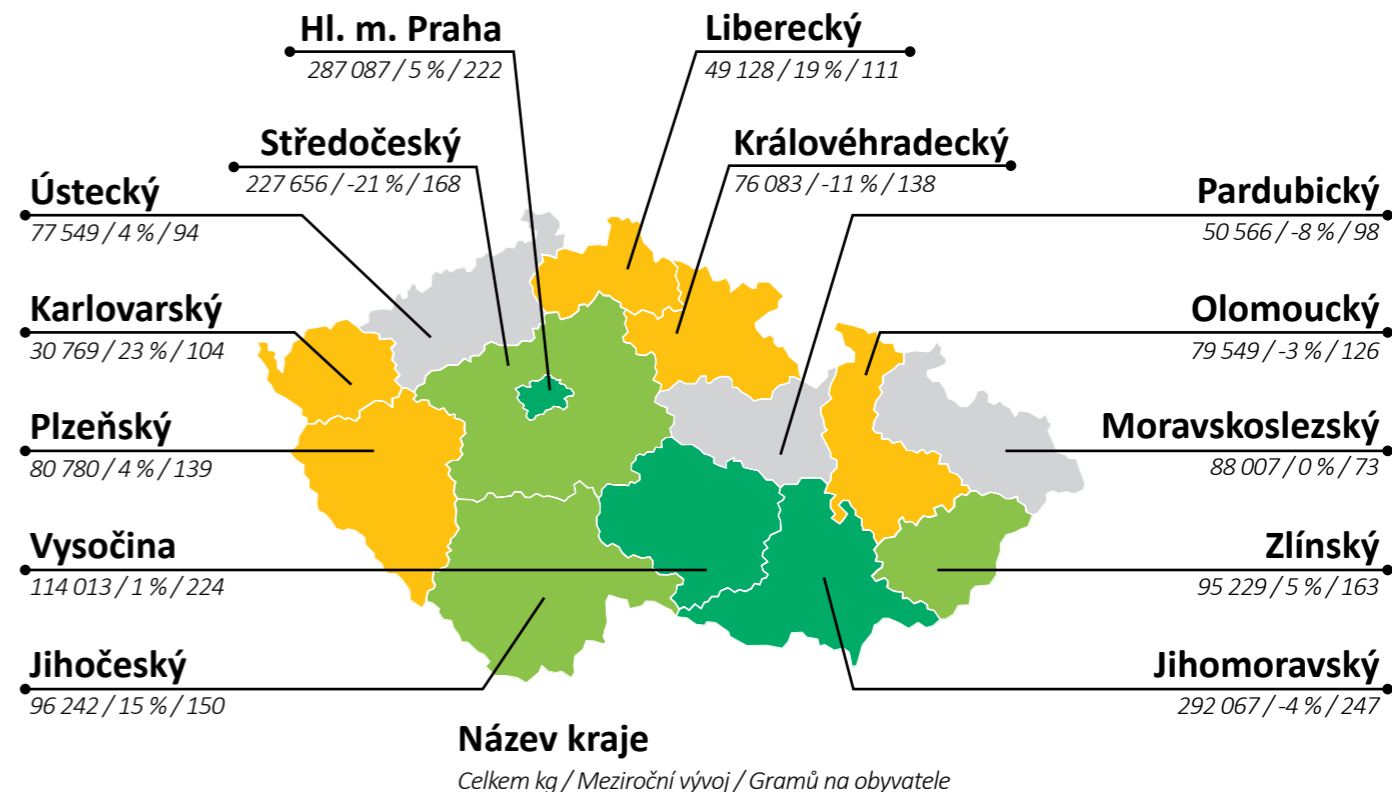 Hl. m. Praha
287 087 / 5 % / 222
Liberecký
49 128 / 19 % / 111
Středočeský
227 656 / -21 % / 168
Královéhradecký
76 083 / -11 % / 138
Ústecký
77 549 / 4 % / 94
Pardubický
50 566 / -8 % / 98
Karlovarský
30 769 / 23 % / 104
Olomoucký
79 549 / -3 % / 126
Plzeňský
80 780 / 4 % / 139
Moravskoslezský
88 007 / 0 % / 73
Vysočina
114 013 / 1 % / 224
Zlínský
95 229 / 5 % / 163
Jihočeský
96 242 / 15 % / 150
Jihomoravský
292 067 / -4 % / 247
Název kraje
Celkem kg / Meziroční vývoj / Gramů na obyvatele